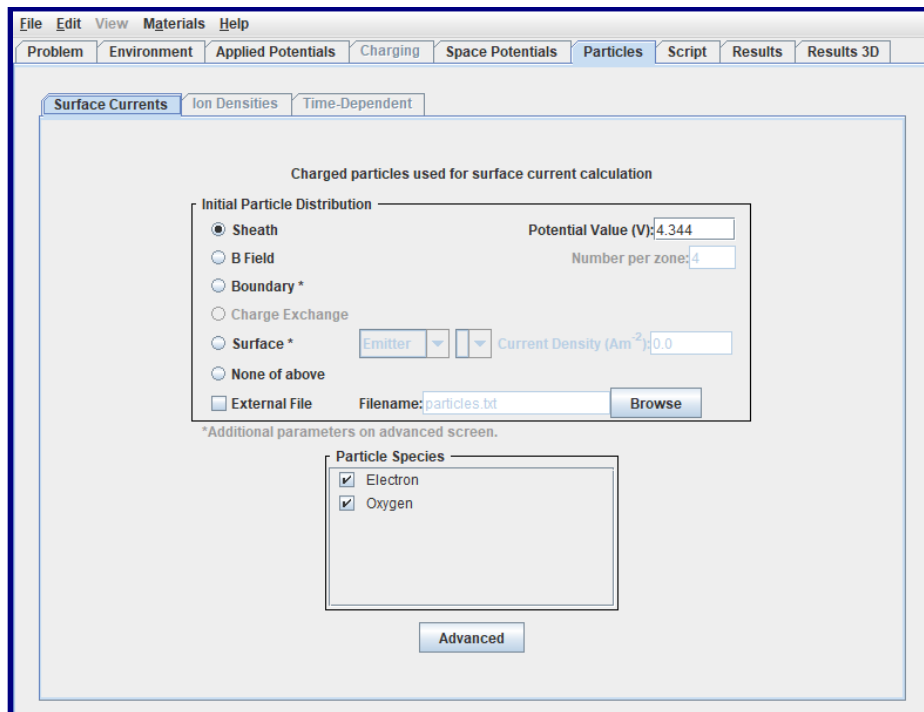 File Edit View Materials Help
Problem Environment Applied Potentials Charging Space Potentials Particles Script Results Results 3D
Surface Currents Ion Densities Time-Dependent
Charged particles used for surface current calculation
Initial Particle Distribution
Sheath Potential Value (V): 4.344
B Field Number per zone: 4
Boundary *
Charge Exchange
Surface * Emitter Current Density (Am⁻²): 0.0
None of above
External File Filename: particles.txt Browse
*Additional parameters on advanced screen.
Particle Species
Electron
Oxygen
Advanced